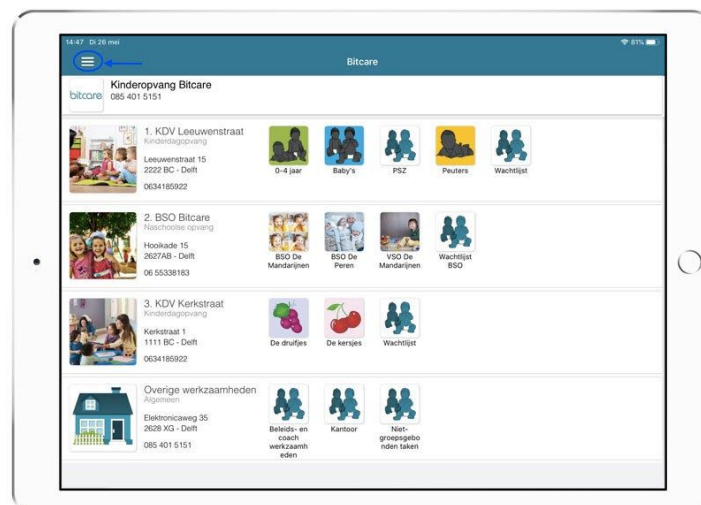 14:47 Di 26 mei
81%
Bitcare
bitcare
Kinderopvang Bitcare
085 401 5151
1. KDV Leeuwenstraat
Kinderdagopvang
Leeuwenstraat 15
2222 BC - Delft
0634185922
0-4 jaar
Baby's
PSZ
Peuters
Wachtlijst
2. BSO Bitcare
Naschoolse opvang
Hooikade 15
2627AB - Delft
06 55338183
BSO De
Mandarijnen
BSO De
Peren
VSO De
Mandarijnen
Wachtlijst
BSO
3. KDV Kerkstraat
Kinderdagopvang
Kerkstraat 1
1111 BC - Delft
0634185922
De druifjes
De kersjes
Wachtlijst
Overige werkzaamheden
Algemeen
Elektronicaweg 35
2628 XG - Delft
085 401 5151
Beleids- en
coach
werkzaamh
eden
Kantoor
Niet-
groepsgebo
nden taken